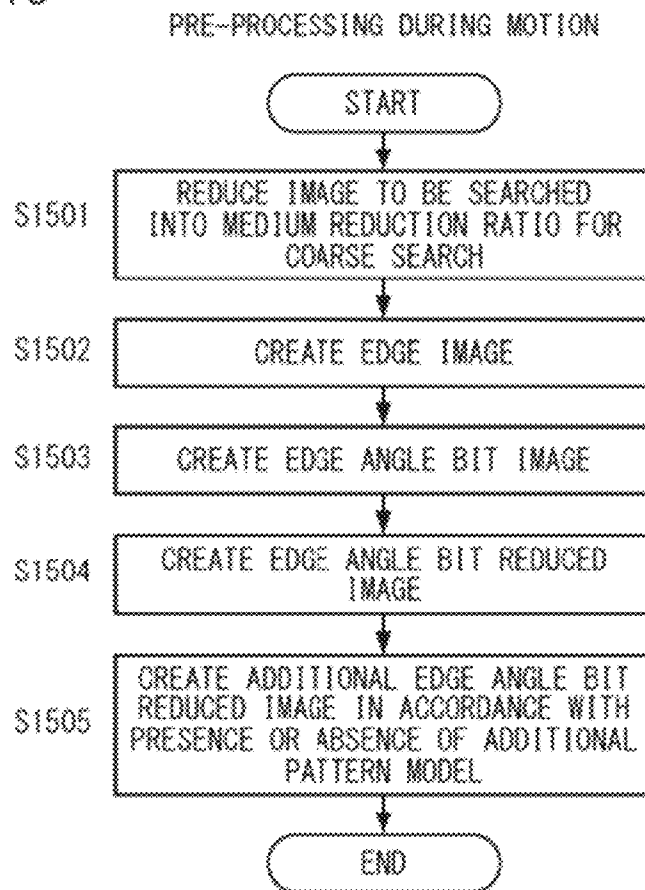 PRE-PROCESSING DURING MOTION
START
S1501
REDUCE IMAGE TO BE SEARCHED
INTO MEDIUM REDUCTION RATIO FOR
COARSE SEARCH
S1502
CREATE EDGE IMAGE
S1503
CREATE EDGE ANGLE BIT IMAGE
S1504
CREATE EDGE ANGLE BIT REDUCED
IMAGE
S1505
CREATE ADDITIONAL EDGE ANGLE BIT
REDUCED IMAGE IN ACCORDANCE WITH
PRESENCE OR ABSENCE OF ADDITIONAL
PATTERN MODEL
END